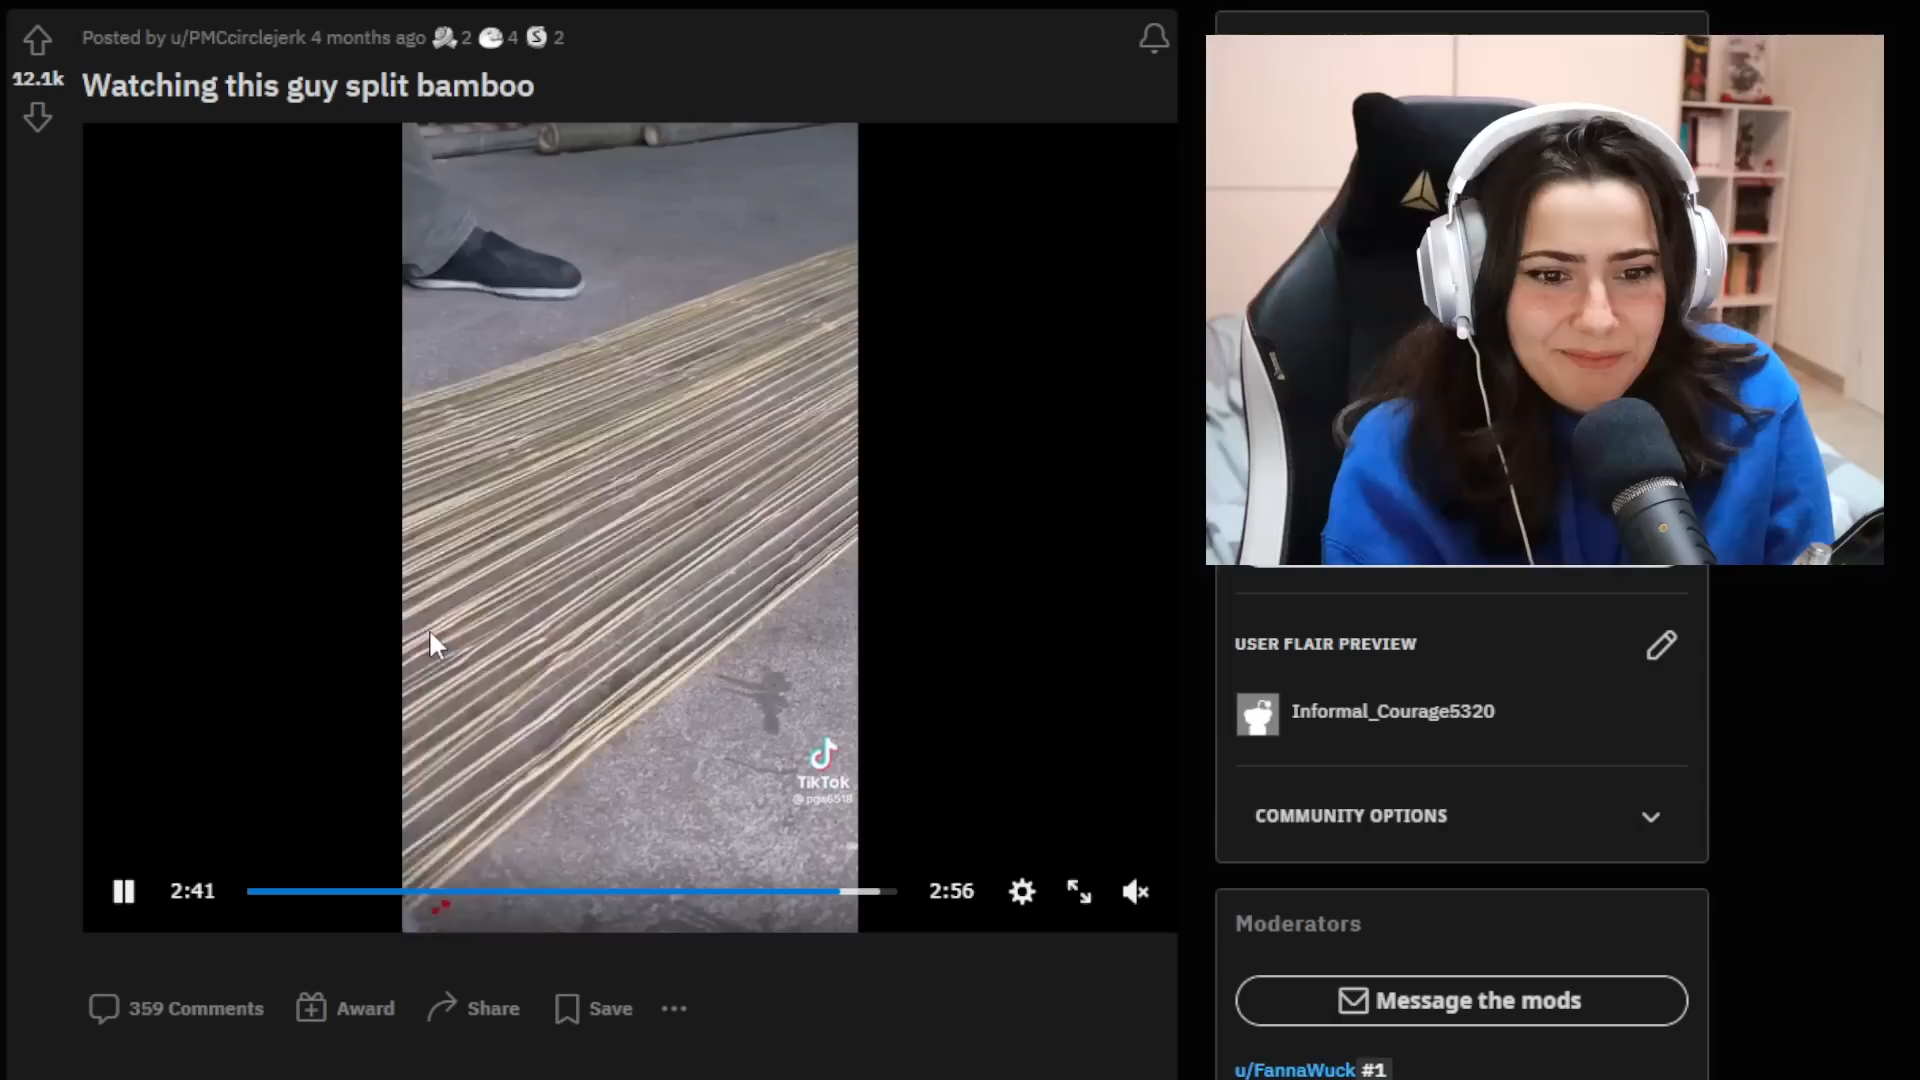 Posted by u/PMCcirclejerk 4 months ago 2 4 2
12.1k
Watching this guy split bamboo
TikTok
@pga6518
2:41
2:56
359 Comments
Award
Share
Save
USER FLAIR PREVIEW
Informal_Courage5320
COMMUNITY OPTIONS
Moderators
Message the mods
u/FannaWuck #1